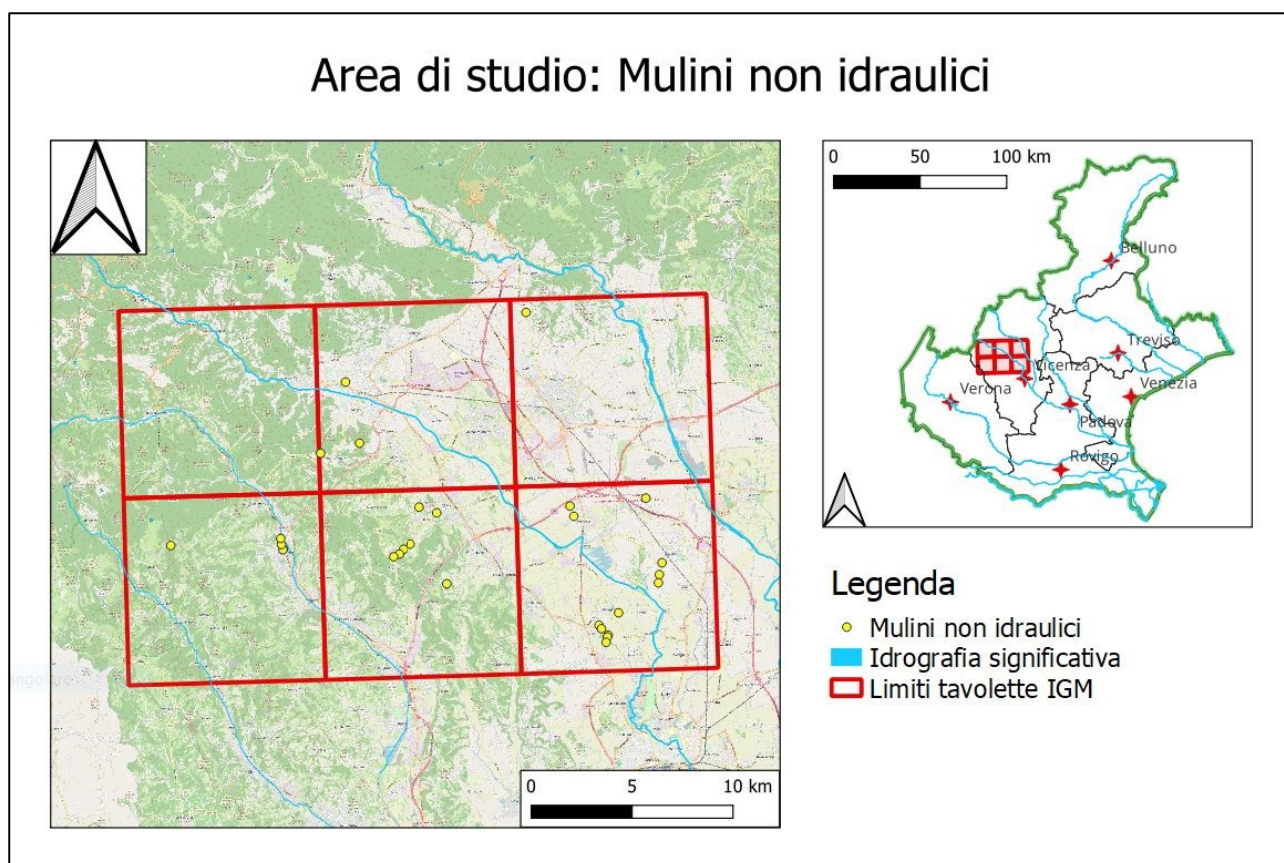 Area di studio: Mulini non idraulici
0 5 10 km
0 50 100 km
Belluno
Treviso
Vicenza
Venezia
Verona
Padova
Rovigo
Legenda
Mulini non idraulici
Idrografia significativa
Limiti tavolette IGM